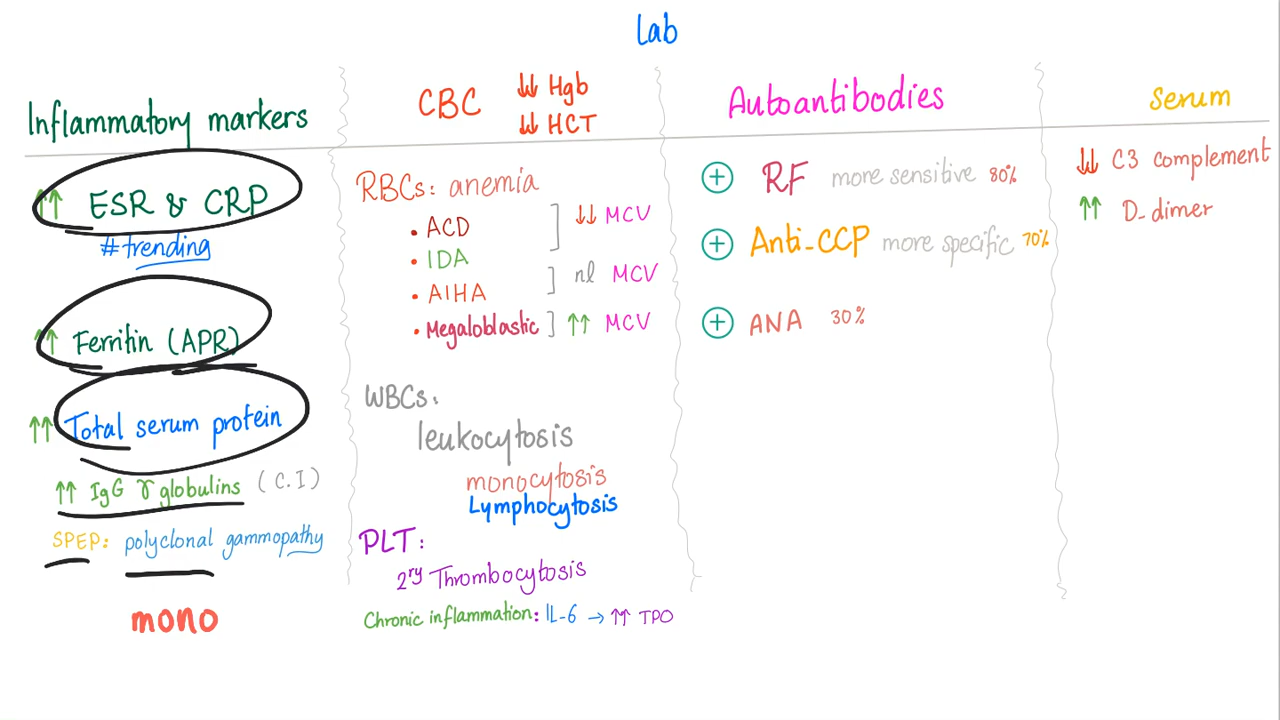 Lab
Inflammatory markers
↑↑ ESR & CRP
#trending
↑↑ Ferritin (APR)
↑↑ Total serum protein
↑↑ IgG γ globulins (C.I)
SPEP: polyclonal gammopathy
mono
CBC ↓↓ Hgb
↓↓ HCT
RBCs: anemia
• ACD ↓↓ MCV
• IDA
• AIHA nl MCV
• Megaloblastic ↑↑ MCV
WBCs:
leukocytosis
monocytosis
Lymphocytosis
PLT:
2ry Thrombocytosis
Chronic inflammation: IL-6 → ↑↑ TPO
Autoantibodies
+ RF more sensitive 80%
+ Anti-CCP more specific 70%
+ ANA 30%
Serum
↓↓ C3 complement
↑↑ D-dimer